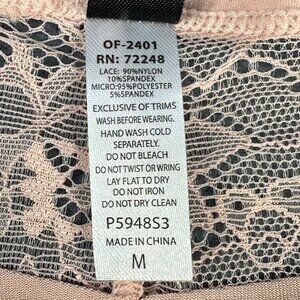 OF-2401
RN: 72248
LACE: 90%NYLON
10%SPANDEX
MICRO:95%POLYESTER
5%SPANDEX
EXCLUSIVE OF TRIMS
WASH BEFORE WEARING.
HAND WASH COLD
SEPARATELY.
DO NOT BLEACH
DO NOT TWIST OR WRING
LAY FLAT TO DRY
DO NOT IRON
DO NOT DRY CLEAN
P5948S3
MADE IN CHINA
M